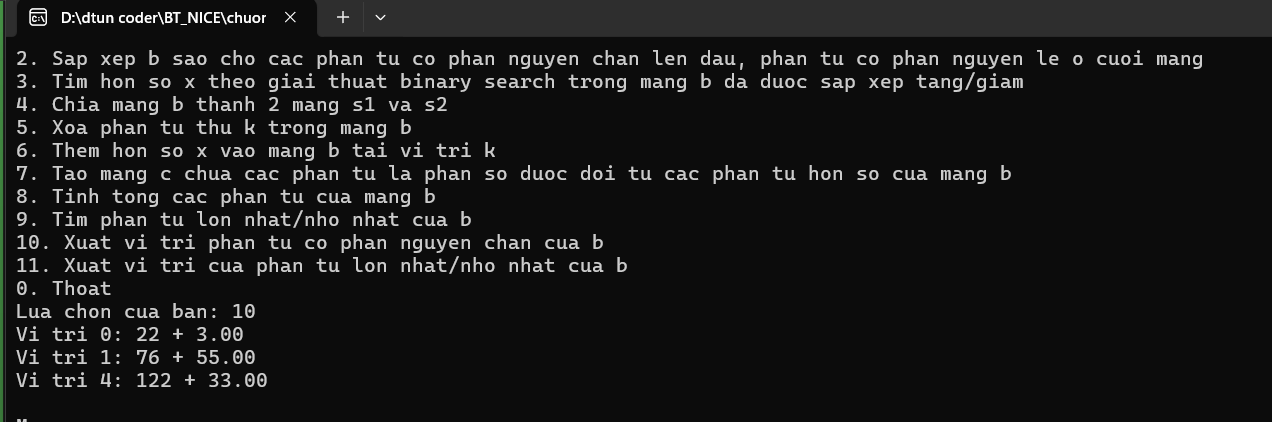 D:\dtun coder\BT_NICE\chuor
2. Sap xep b sao cho cac phan tu co phan nguyen chan len dau, phan tu co phan nguyen le o cuoi mang
3. Tim hon so x theo giai thuat binary search trong mang b da duoc sap xep tang/giam
4. Chia mang b thanh 2 mang s1 va s2
5. Xoa phan tu thu k trong mang b
6. Them hon so x vao mang b tai vi tri k
7. Tao mang c chua cac phan tu la phan so duoc doi tu cac phan tu hon so cua mang b
8. Tinh tong cac phan tu cua mang b
9. Tim phan tu lon nhat/nho nhat cua b
10. Xuat vi tri phan tu co phan nguyen chan cua b
11. Xuat vi tri cua phan tu lon nhat/nho nhat cua b
0. Thoat
Lua chon cua ban: 10
Vi tri 0: 22 + 3.00
Vi tri 1: 76 + 55.00
Vi tri 4: 122 + 33.00